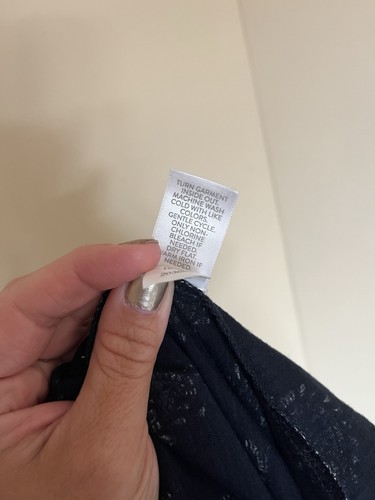 TURN GARMENT
INSIDE OUT.
MACHINE WASH
COLD WITH LIKE
COLORS.
GENTLE CYCLE.
ONLY NON-
CHLORINE
BLEACH IF
NEEDED.
DRY FLAT.
WARM IRON IF
NEEDED.